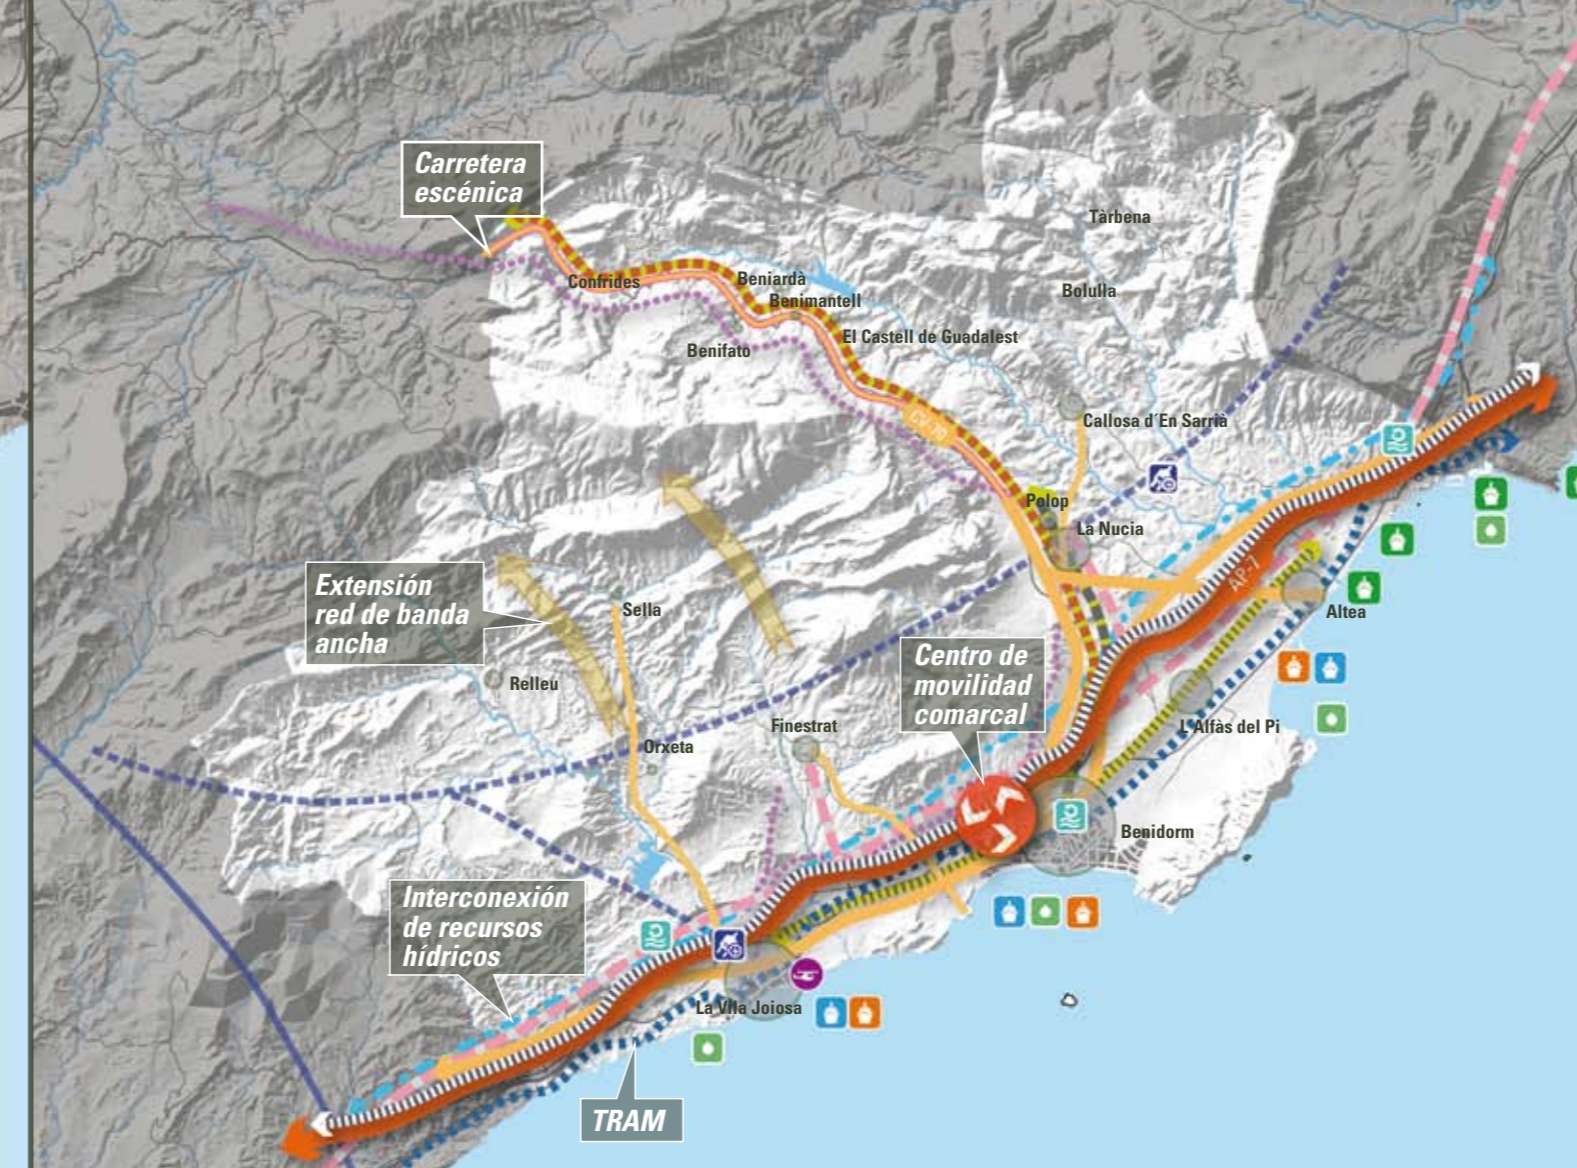 Carretera
escénica
Tàrbena
Confrides
Beniardà
Bolulla
Benimantell
El Castell de Guadalest
Benifato
CV-70
Callosa d´En Sarrià
Polop
La Nucia
Extensión
red de banda
ancha
AP-7
Sella
Altea
Relleu
Centro de
movilidad
comarcal
Finestrat
L'Alfàs del Pi
Orxeta
Benidorm
Interconexión
de recursos
hídricos
La Vila Joiosa
TRAM